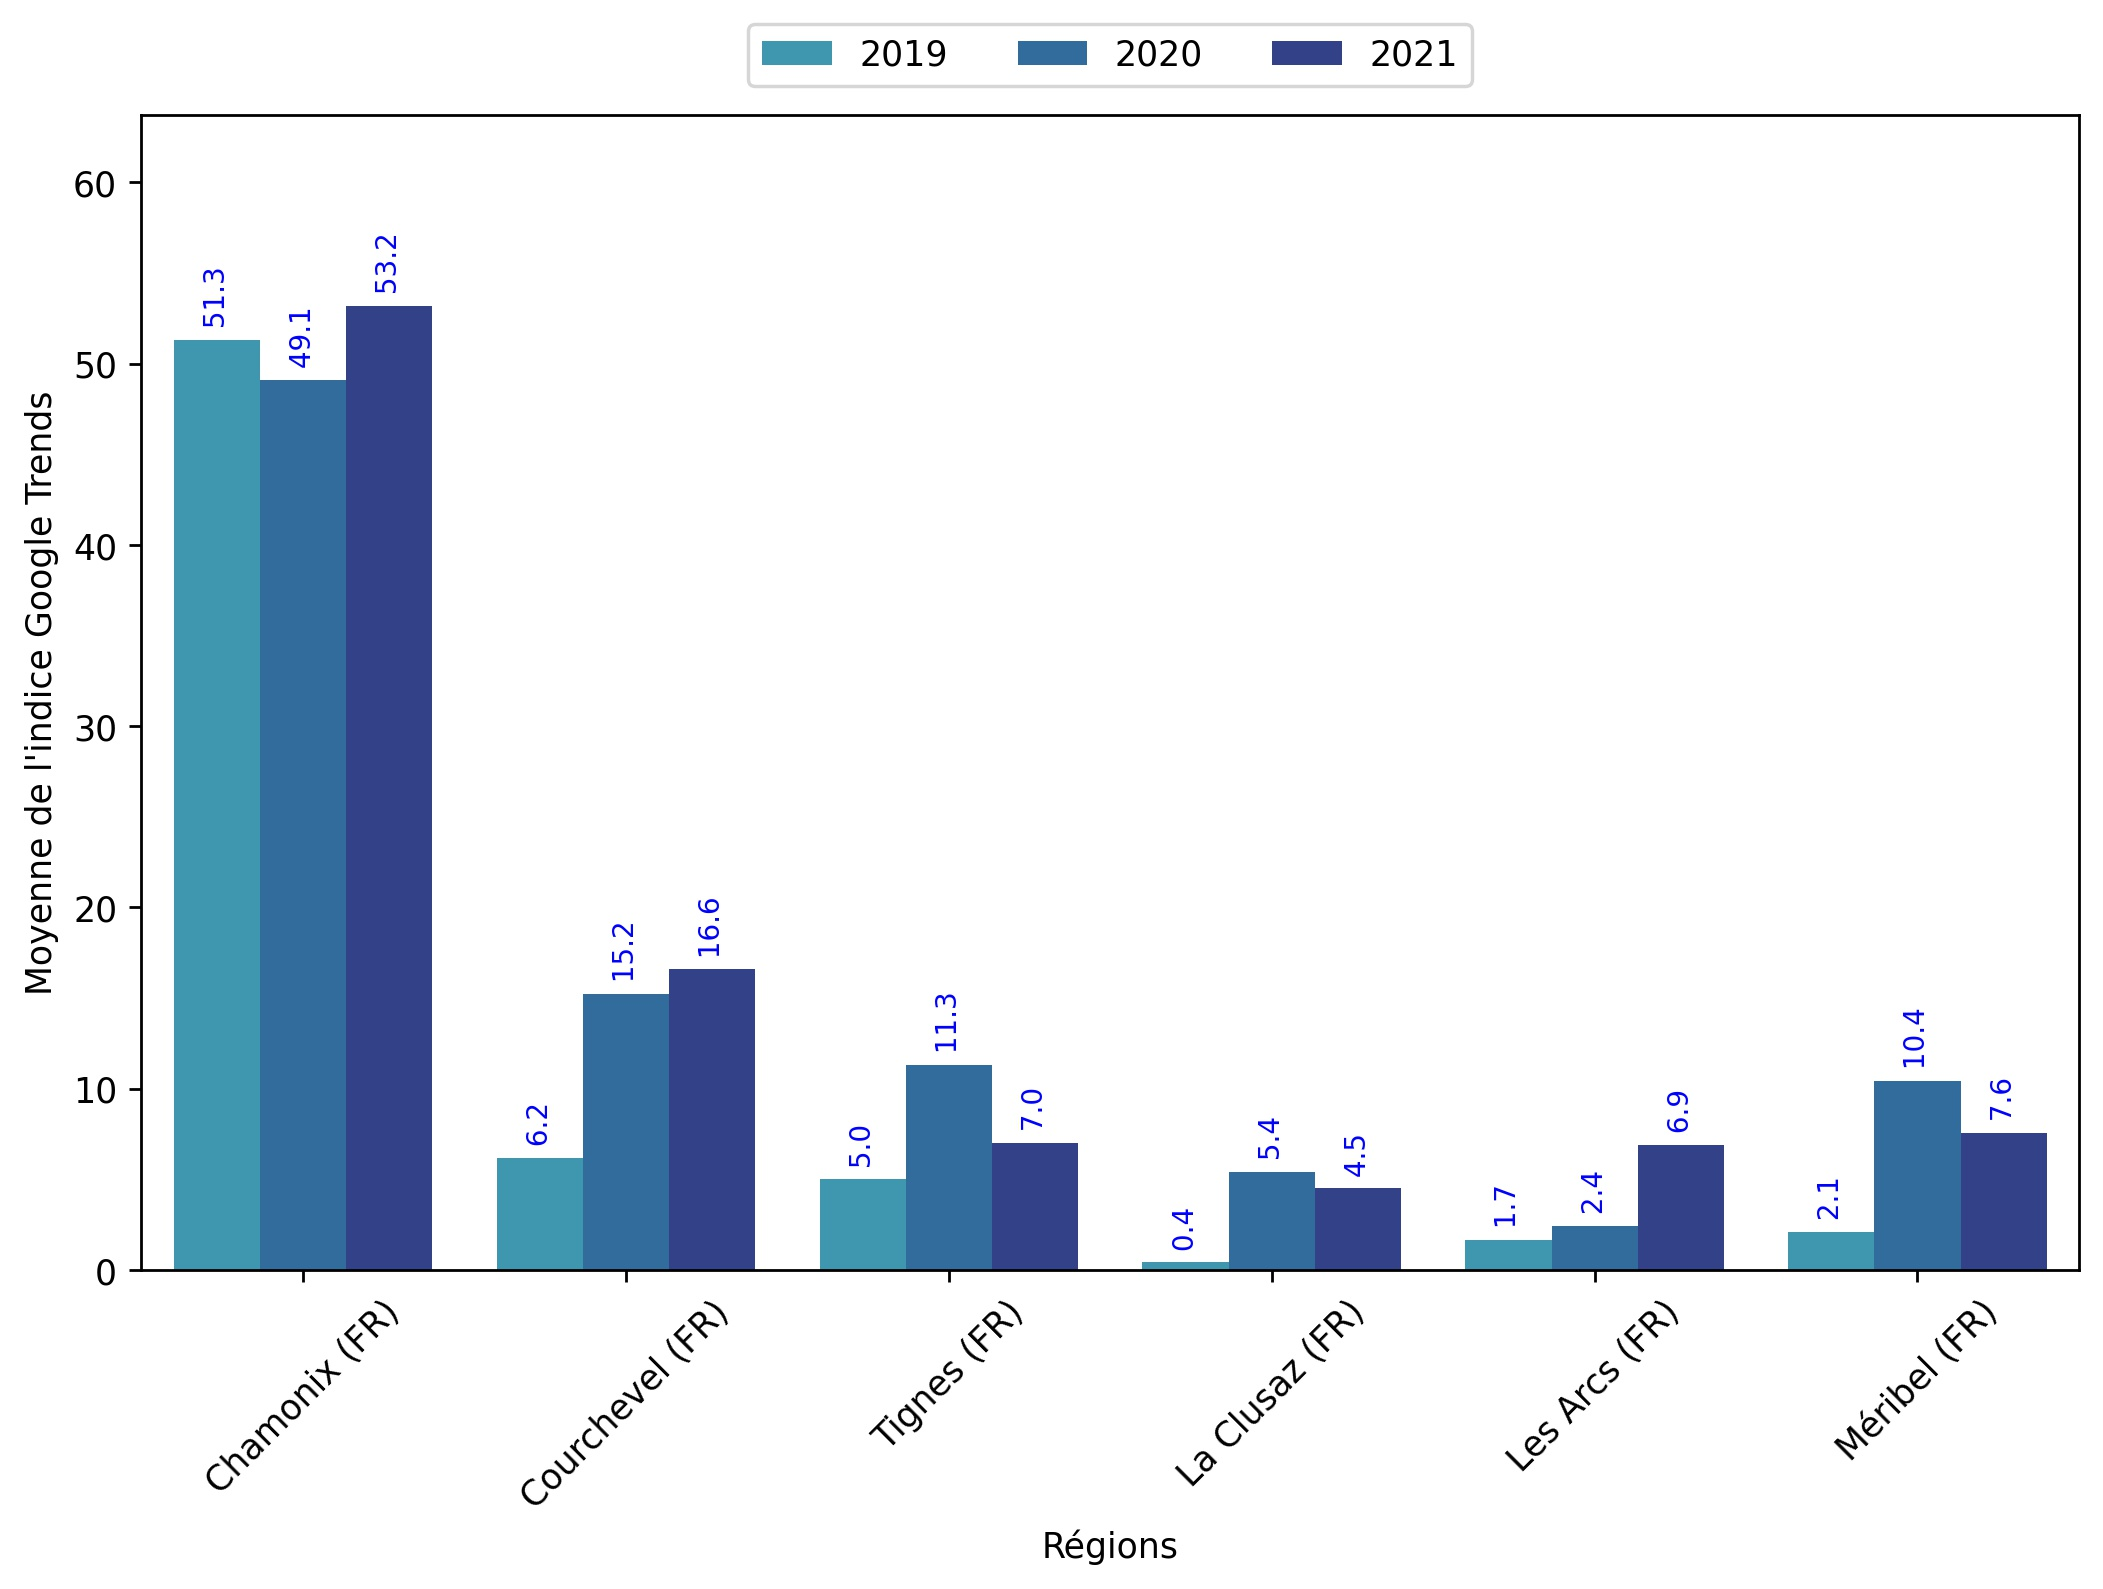 2019 2020 2021
Moyenne de l'indice Google Trends
60
50
40
30
20
10
0
51.3 49.1 53.2
6.2 15.2 16.6
5.0 11.3 7.0
0.4 5.4 4.5
1.7 2.4 6.9
2.1 10.4 7.6
Chamonix (FR)
Courchevel (FR)
Tignes (FR)
La Clusaz (FR)
Les Arcs (FR)
Méribel (FR)
Régions